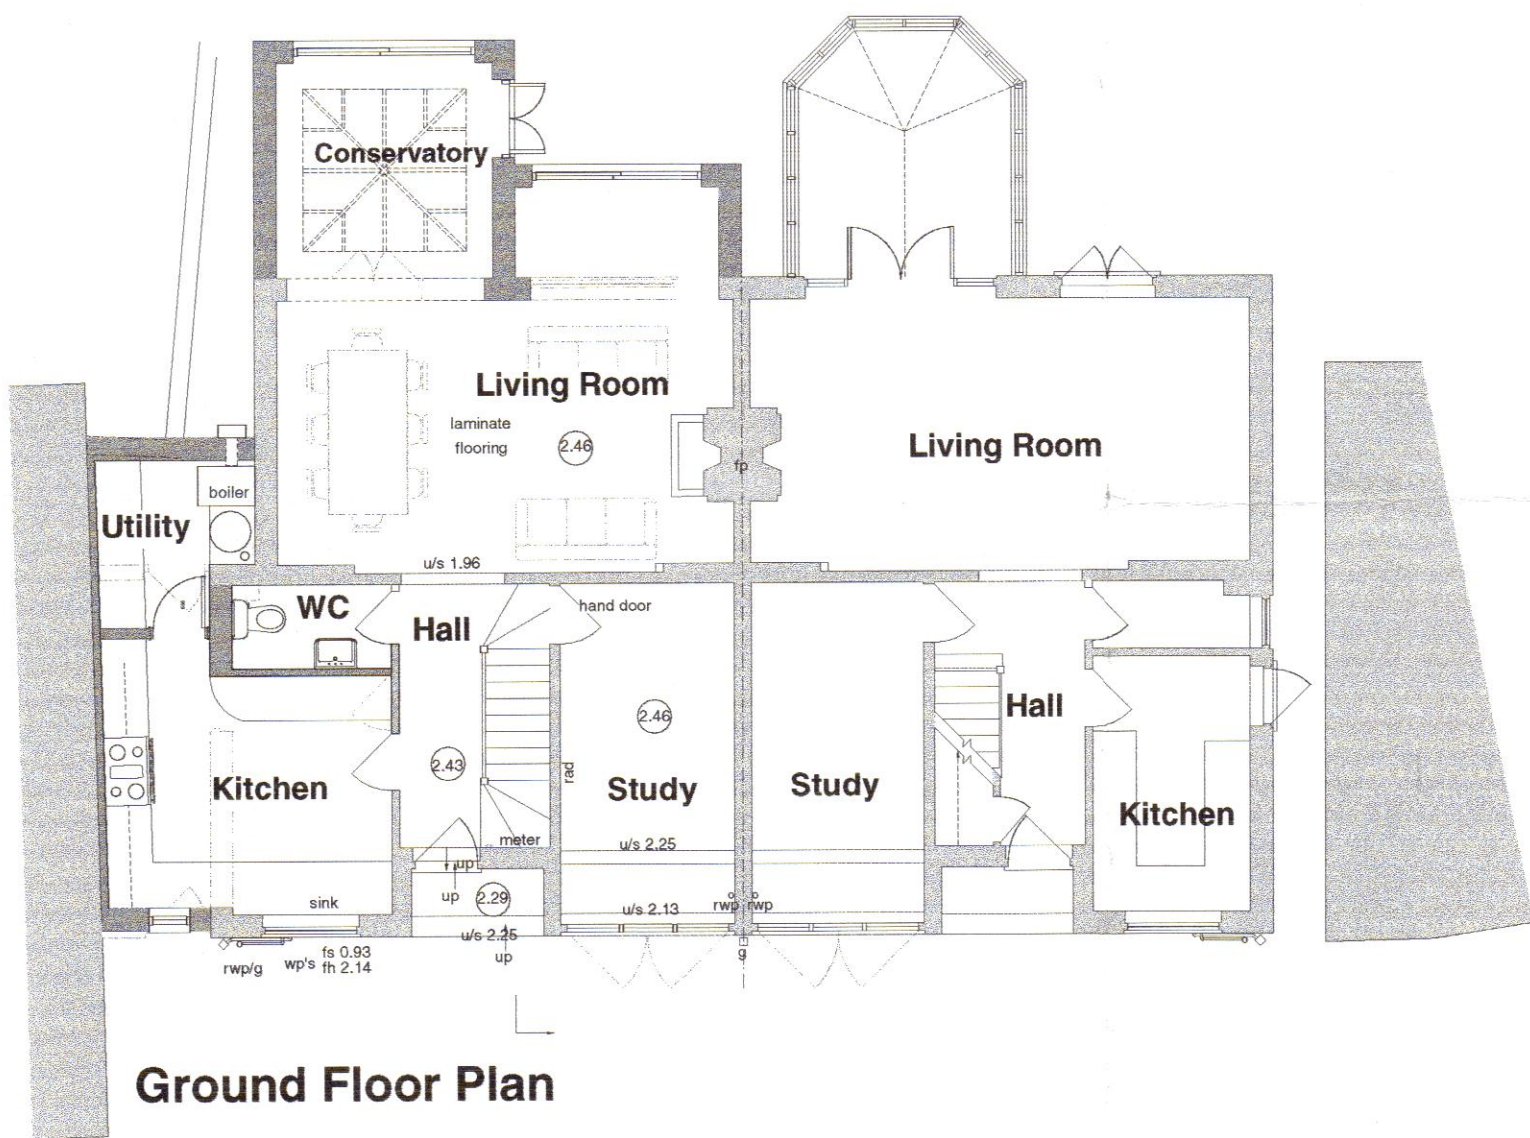 Conservatory
Living Room
laminate
flooring
2.46
fp
Living Room
boiler
Utility
u/s 1.96
WC
Hall
hand door
2.46
Hall
2.43
rad
Kitchen
Study
Study
Kitchen
meter
u/s 2.25
up
up
2.29
sink
u/s 2.13
rwp
rwp
u/s 2.25
up
g
rwp/g
wp's
fs 0.93
fh 2.14
Ground Floor Plan